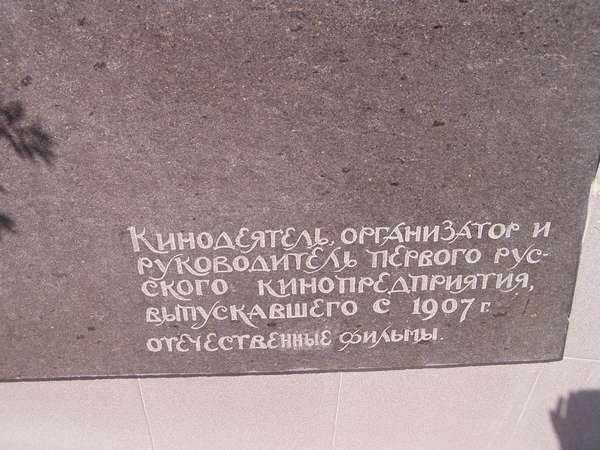 Кинодеятель, организатор и
руководитель первого рус-
ского кинопредприятия,
выпускавшего с 1907 г.
отечественные фильмы.